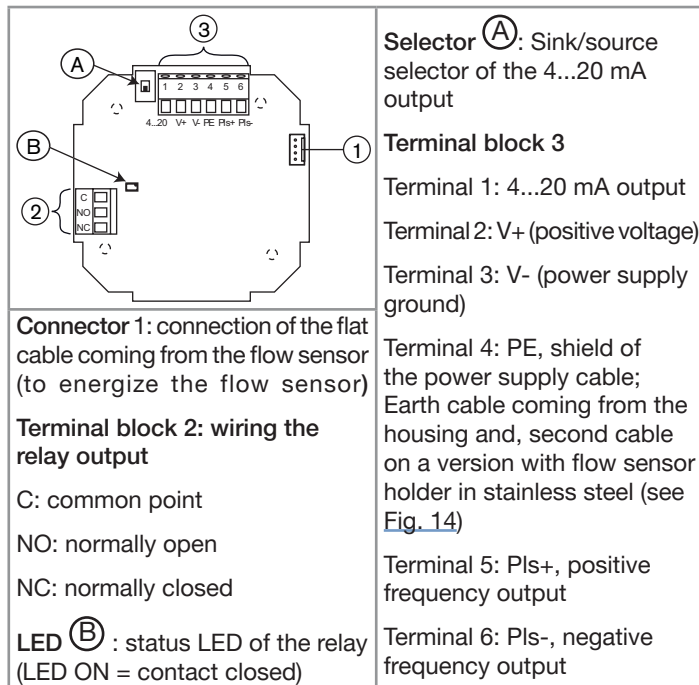 3
A
1 2 3 4 5 6
4...20 V+ V- PE Pls+ Pls-
B
1
2
C
NO
NC
Connector 1: connection of the flat
cable coming from the flow sensor
(to energize the flow sensor)
Terminal block 2: wiring the
relay output
C: common point
NO: normally open
NC: normally closed
LED B : status LED of the relay
(LED ON = contact closed)
Selector A: Sink/source
selector of the 4...20 mA
output
Terminal block 3
Terminal 1: 4...20 mA output
Terminal 2: V+ (positive voltage)
Terminal 3: V- (power supply
ground)
Terminal 4: PE, shield of
the power supply cable;
Earth cable coming from the
housing and, second cable
on a version with flow sensor
holder in stainless steel (see
Fig. 14)
Terminal 5: Pls+, positive
frequency output
Terminal 6: Pls-, negative
frequency output